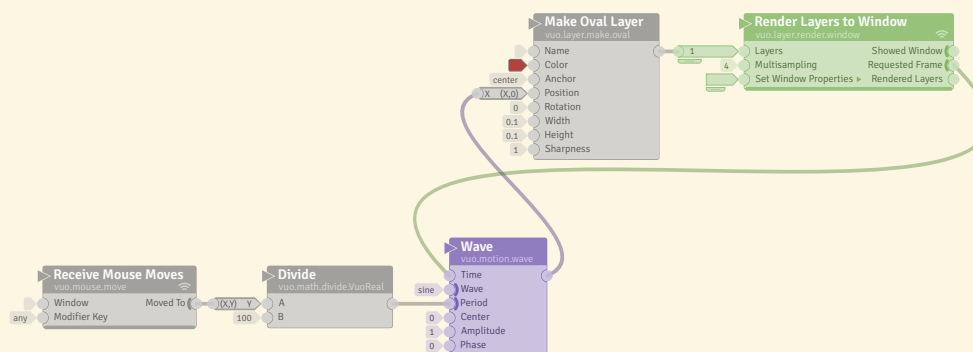 Make Oval Layer
vuo.layer.make.oval
Name
Color
center Anchor
X (X,0) Position
0 Rotation
0.1 Width
0.1 Height
1 Sharpness
Render Layers to Window
vuo.layer.render.window
1 Layers Showed Window
4 Multisampling Requested Frame
Set Window Properties ▸ Rendered Layers
Receive Mouse Moves
vuo.mouse.move
Window Moved To
any Modifier Key
Divide
vuo.math.divide.VuoReal
(X,Y) Y A
100 B
Wave
vuo.motion.wave
Time
sine Wave
Period
0 Center
1 Amplitude
0 Phase